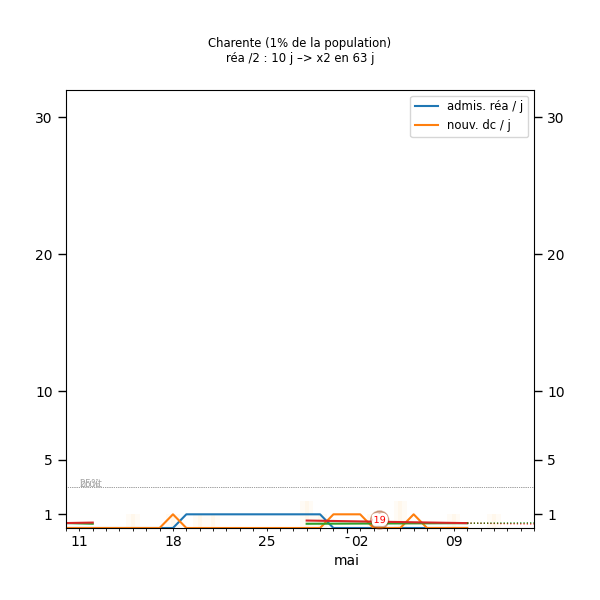 Charente (1% de la population)
réa /2 : 10 j –> x2 en 63 j
admis. réa / j
nouv. dc / j
30 30
20 20
10 10
5 5
1 1
19
11 18 25 02 09
mai